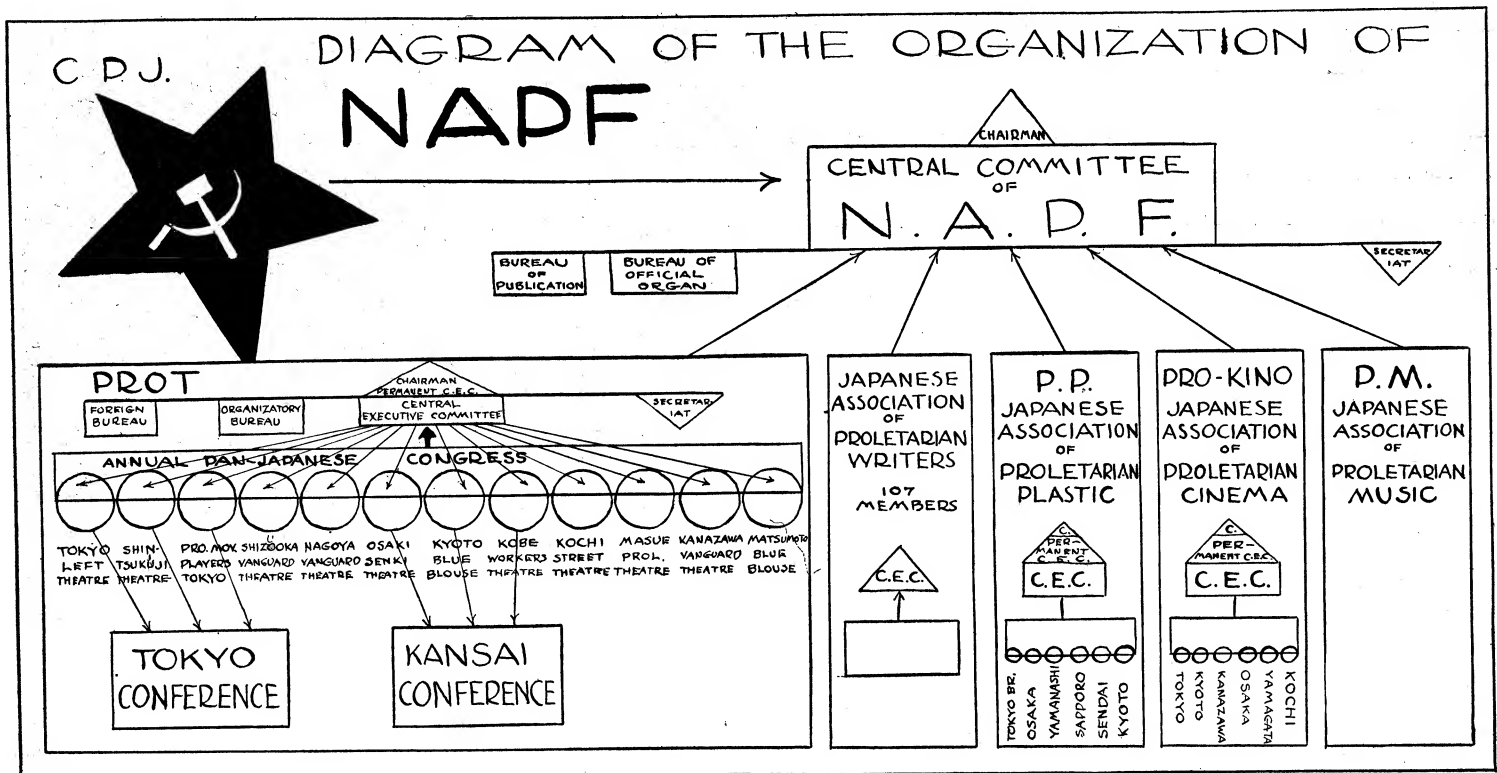 C P J.
DIAGRAM OF THE ORGANIZATION OF
NAPF
CHAIRMAN
CENTRAL COMMITTEE
OF
N. A. P. F.
BUREAU
OF
PUBLICATION
BUREAU OF
OFFICIAL
ORGAN
SECRETAR
IAT
PROT
CHAIRMAN
PERMANENT C.E.C.
CENTRAL
EXECUTIVE COMMITTEE
FOREIGN
BUREAU
ORGANIZATORY
BUREAU
SECRETAR
IAT
ANNUAL PAN-JAPANESE CONGRESS
TOKYO
LEFT
THEATRE
SHIN-
TSUKIJI
THEATRE
PRO. MOV.
PLAYERS
TOKYO
SHIZOOKA
VANGUARD
THEATRE
NAGOYA
VANGUARD
THEATRE
OSAKI
SENKI
THEATRE
KYOTO
BLUE
BLOUSE
KOBE
WORKERS
THEATRE
KOCHI
STREET
THEATRE
MASUE
PROL.
THEATRE
KANAZAWA
VANGUARD
THEATRE
MATSUMOTO
BLUE
BLOUSE
TOKYO
CONFERENCE
KANSAI
CONFERENCE
JAPANESE
ASSOCIATION
OF
PROLETARIAN
WRITERS
107
MEMBERS
C.E.C.
P.P.
JAPANESE
ASSOCIATION
OF
PROLETARIAN
PLASTIC
C.
PER-
MANENT
C.E.C.
C.E.C.
TOKYO BR.
OSAKA
YAMANASHI
SAPPORO
SENDAI
KYOTO
PRO-KINO
JAPANESE
ASSOCIATION
OF
PROLETARIAN
CINEMA
C.
PER-
MANENT C.E.C.
C.E.C.
TOKYO
KYOTO
KANAZAWA
OSAKA
YAMAGATA
KOCHI
P.M.
JAPANESE
ASSOCIATION
OF
PROLETARIAN
MUSIC